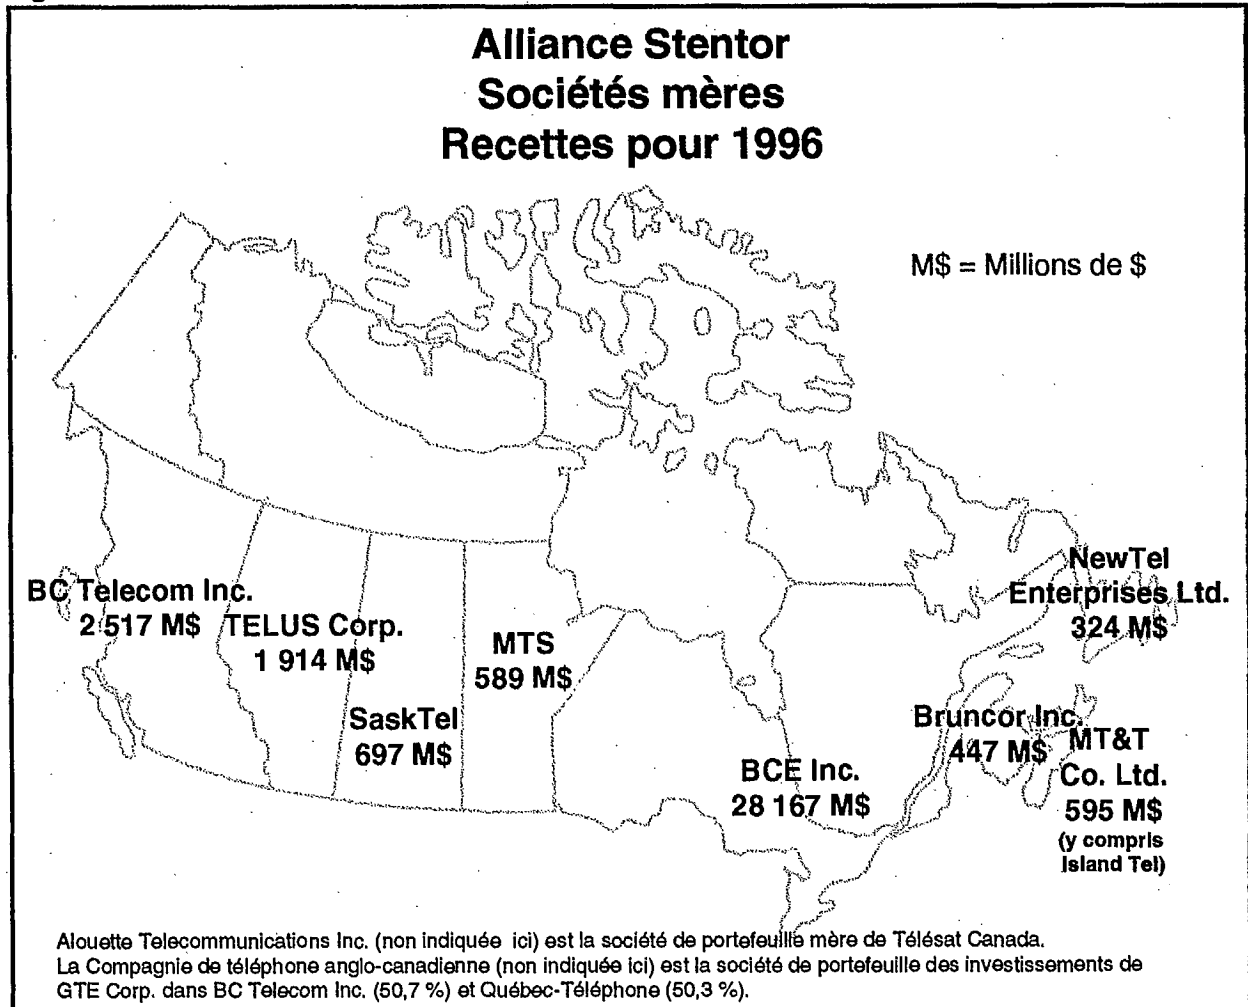 Alliance Stentor
Sociétés mères
Recettes pour 1996
M$ = Millions de $
BC Telecom Inc.
2 517 M$
TELUS Corp.
1 914 M$
SaskTel
697 M$
MTS
589 M$
BCE Inc.
28 167 M$
NewTel
Enterprises Ltd.
324 M$
Bruncor Inc.
447 M$
MT&T
Co. Ltd.
595 M$
(y compris
Island Tel)
Alouette Telecommunications Inc. (non indiquée ici) est la société de portefeuille mère de Télésat Canada.
La Compagnie de téléphone anglo-canadienne (non indiquée ici) est la société de portefeuille des investissements de
GTE Corp. dans BC Telecom Inc. (50,7 %) et Québec-Téléphone (50,3 %).